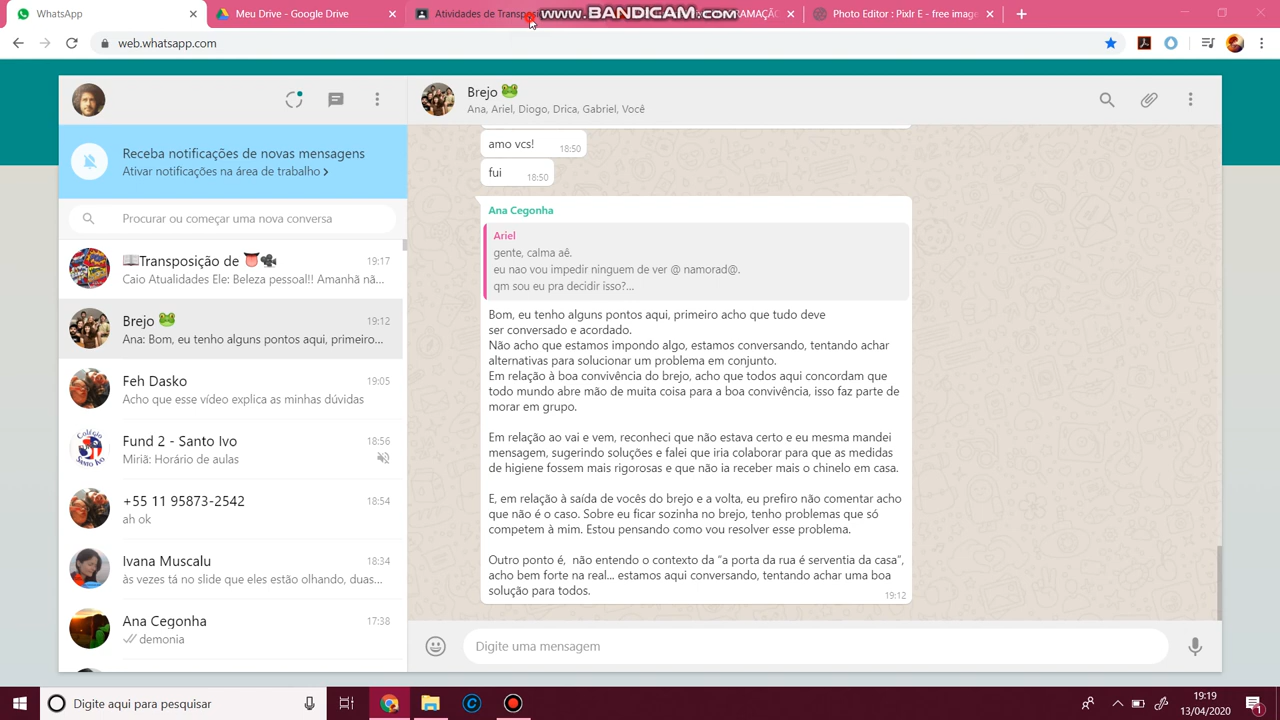 WhatsApp
Meu Drive - Google Drive
Atividades de Transposi
www.BANDICAM.com
RAMAÇÃ
Photo Editor : Pixlr E - free image
web.whatsapp.com
Brejo 🐸
Ana, Ariel, Diogo, Drica, Gabriel, Você
Receba notificações de novas mensagens
Ativar notificações na área de trabalho >
Procurar ou começar uma nova conversa
📖Transposição de 👅🎥
19:17
Caio Atualidades Ele: Beleza pessoal!! Amanhã nã...
Brejo 🐸
19:12
Ana: Bom, eu tenho alguns pontos aqui, primeiro...
Feh Dasko
19:05
Acho que esse vídeo explica as minhas dúvidas
Fund 2 - Santo Ivo
18:56
Miriã: Horário de aulas
+55 11 95873-2542
18:54
ah ok
Ivana Muscalu
18:34
às vezes tá no slide que eles estão olhando, duas...
Ana Cegonha
17:38
demonia
amo vcs!
18:50
fui
18:50
Ana Cegonha
Ariel
gente, calma aê.
eu nao vou impedir ninguem de ver @ namorad@.
qm sou eu pra decidir isso?...
Bom, eu tenho alguns pontos aqui, primeiro acho que tudo deve
ser conversado e acordado.
Não acho que estamos impondo algo, estamos conversando, tentando achar
alternativas para solucionar um problema em conjunto.
Em relação à boa convivência do brejo, acho que todos aqui concordam que
todo mundo abre mão de muita coisa para a boa convivência, isso faz parte de
morar em grupo.
Em relação ao vai e vem, reconheci que não estava certo e eu mesma mandei
mensagem, sugerindo soluções e falei que iria colaborar para que as medidas
de higiene fossem mais rigorosas e que não ia receber mais o chinelo em casa.
E, em relação à saída de vocês do brejo e a volta, eu prefiro não comentar acho
que não é o caso. Sobre eu ficar sozinha no brejo, tenho problemas que só
competem à mim. Estou pensando como vou resolver esse problema.
Outro ponto é,  não entendo o contexto da “a porta da rua é serventia da casa”,
acho bem forte na real... estamos aqui conversando, tentando achar uma boa
solução para todos.
19:12
Digite uma mensagem
Digite aqui para pesquisar
19:19
13/04/2020
1